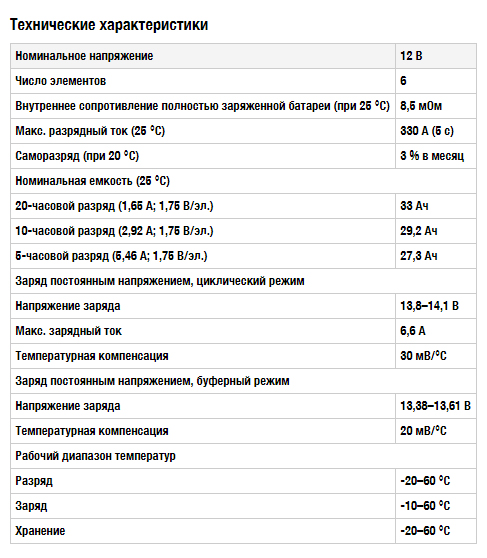 Технические характеристики
Номинальное напряжение 12 В
Число элементов 6
Внутреннее сопротивление полностью заряженной батареи (при 25 °C) 8,5 мОм
Макс. разрядный ток (25 °C) 330 А (5 с)
Саморазряд (при 20 °C) 3 % в месяц
Номинальная емкость (25 °C)
20-часовой разряд (1,65 А; 1,75 В/эл.) 33 Ач
10-часовой разряд (2,92 А; 1,75 В/эл.) 29,2 Ач
5-часовой разряд (5,46 А; 1,75 В/эл.) 27,3 Ач
Заряд постоянным напряжением, циклический режим
Напряжение заряда 13,8–14,1 В
Макс. зарядный ток 6,6 А
Температурная компенсация 30 мВ/°C
Заряд постоянным напряжением, буферный режим
Напряжение заряда 13,38–13,61 В
Температурная компенсация 20 мВ/°C
Рабочий диапазон температур
Разряд -20–60 °C
Заряд -10–60 °C
Хранение -20–60 °C